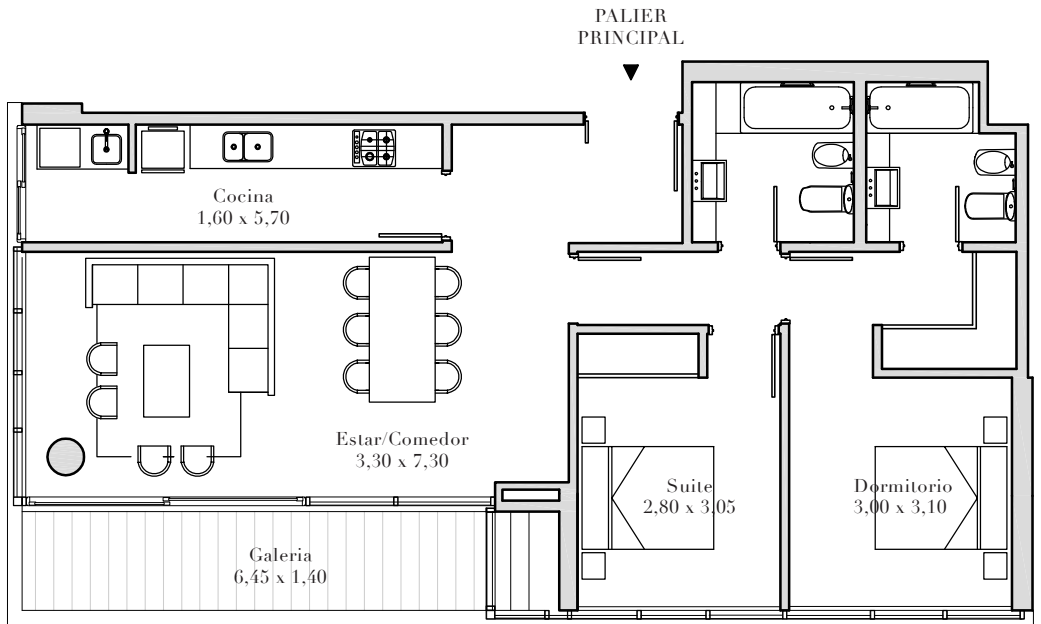 PALIER
PRINCIPAL
Cocina
1,60 x 5,70
Estar/Comedor
3,30 x 7,30
Suite
2,80 x 3,05
Dormitorio
3,00 x 3,10
Galeria
6,45 x 1,40